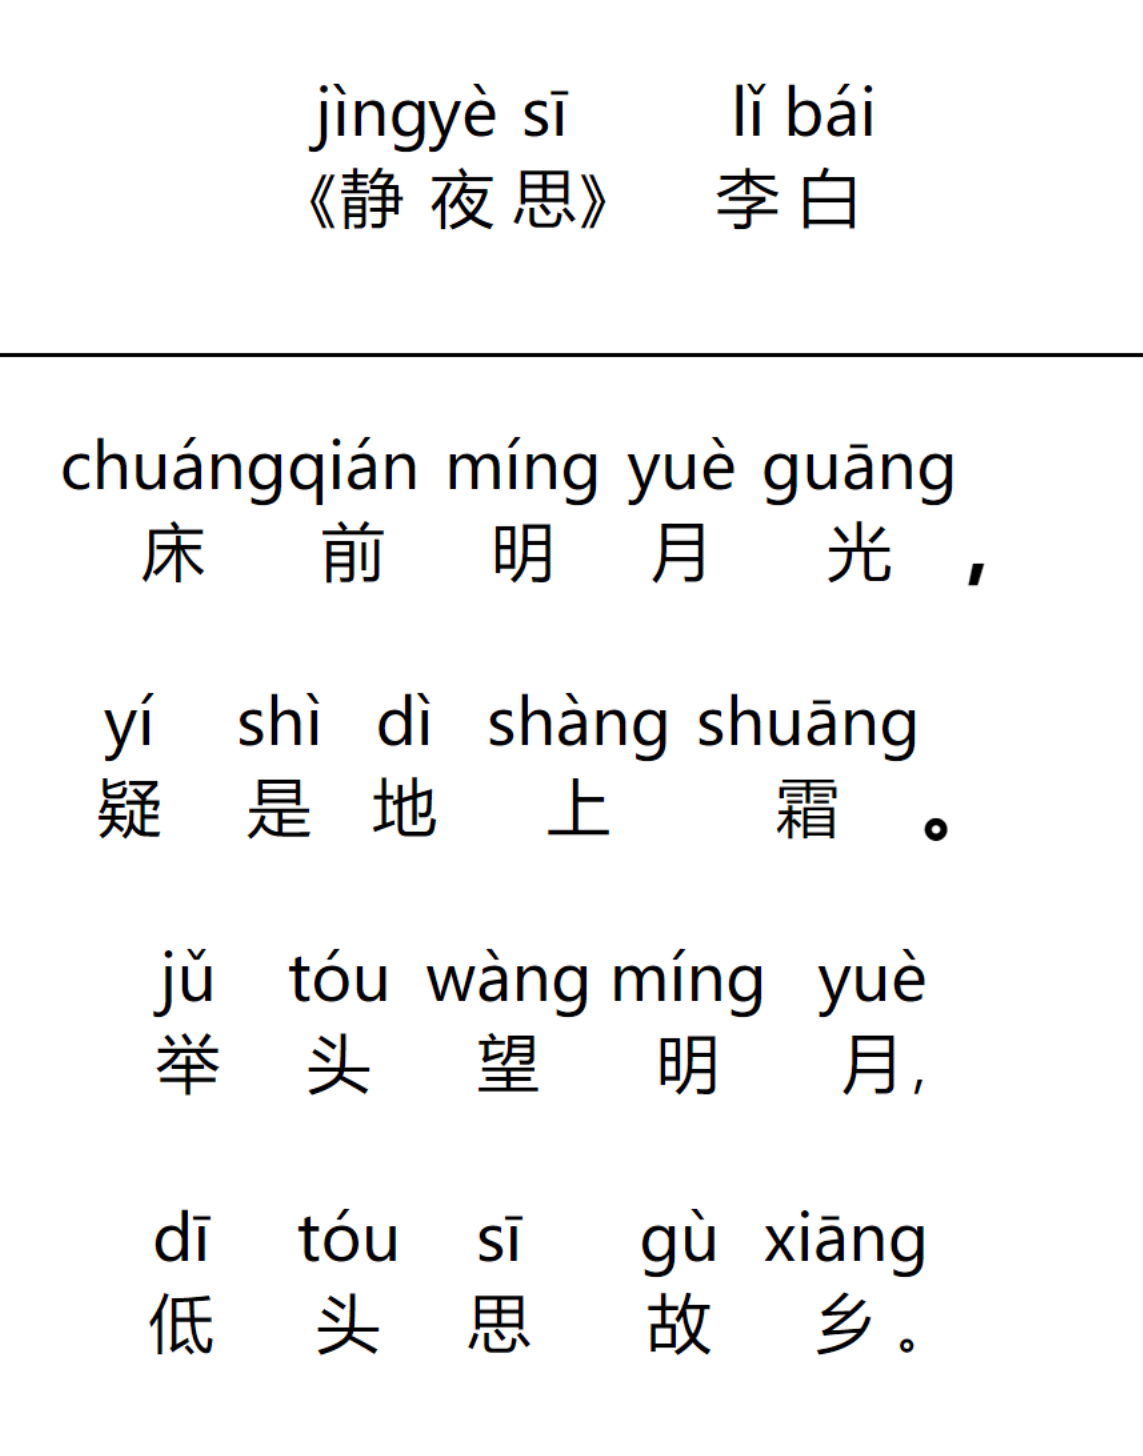 jìngyè sī lǐ bái
《静夜思》 李白
chuángqián míng yuè guāng
床前明月光，
yí shì dì shàng shuāng
疑是地上霜。
jǔ tóu wàng míng yuè
举头望明月，
dī tóu sī gù xiāng
低头思故乡。